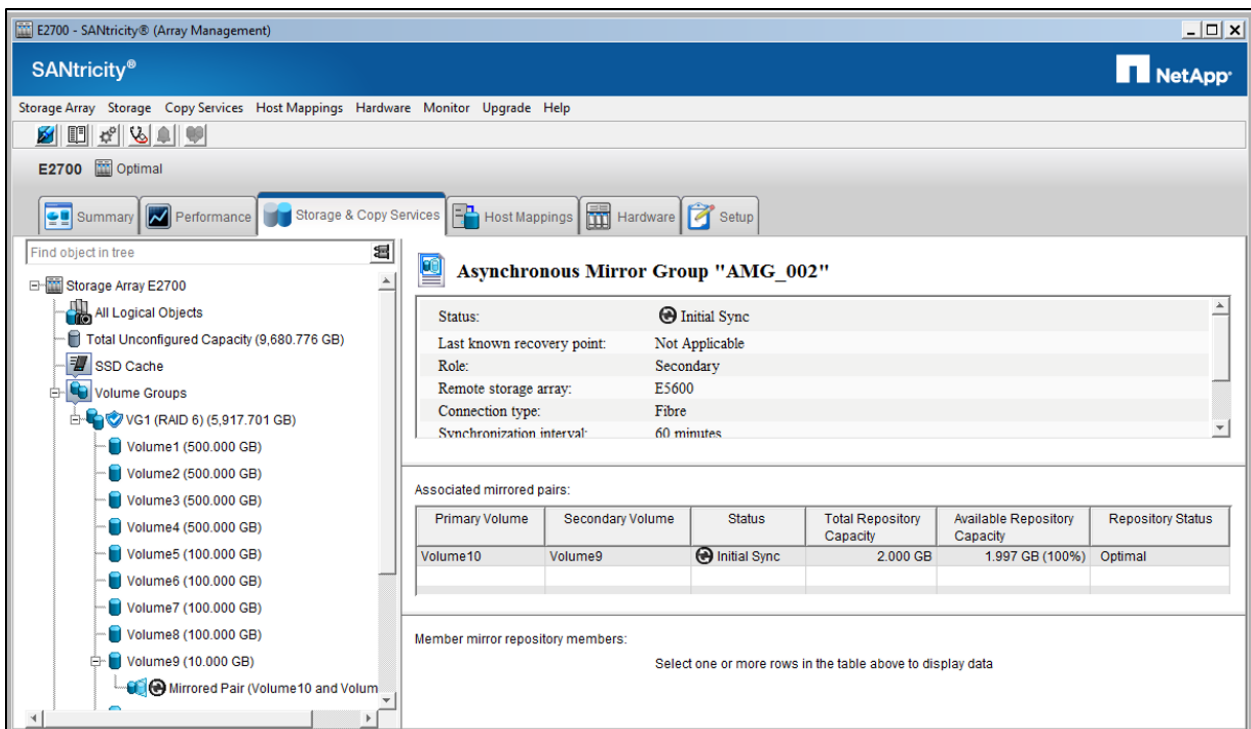 E2700 - SANtricity® (Array Management)
SANtricity®
NetApp
Storage Array Storage Copy Services Host Mappings Hardware Monitor Upgrade Help
E2700 Optimal
Summary Performance Storage & Copy Services Host Mappings Hardware Setup
Find object in tree
Storage Array E2700
All Logical Objects
Total Unconfigured Capacity (9,680.776 GB)
SSD Cache
Volume Groups
VG1 (RAID 6) (5,917.701 GB)
Volume1 (500.000 GB)
Volume2 (500.000 GB)
Volume3 (500.000 GB)
Volume4 (500.000 GB)
Volume5 (100.000 GB)
Volume6 (100.000 GB)
Volume7 (100.000 GB)
Volume8 (100.000 GB)
Volume9 (10.000 GB)
Mirrored Pair (Volume10 and Volum
Asynchronous Mirror Group "AMG_002"
Status: Initial Sync
Last known recovery point: Not Applicable
Role: Secondary
Remote storage array: E5600
Connection type: Fibre
Synchronization interval: 60 minutes
Associated mirrored pairs:
Primary Volume Secondary Volume Status Total Repository Capacity Available Repository Capacity Repository Status
Volume10 Volume9 Initial Sync 2.000 GB 1.997 GB (100%) Optimal
Member mirror repository members:
Select one or more rows in the table above to display data